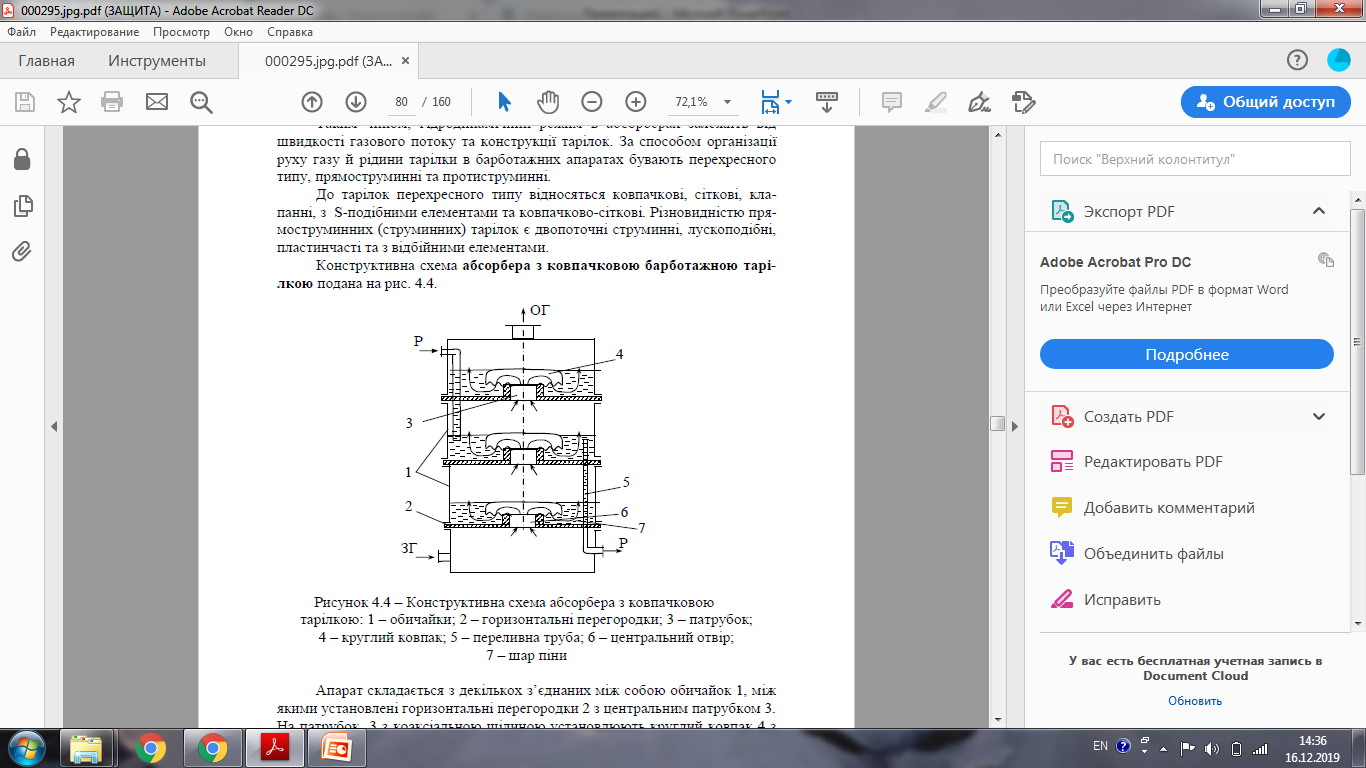 000295.jpg.pdf (ЗАЩИТА) - Adobe Acrobat Reader DC
Файл Редактирование Просмотр Окно Справка
Главная Инструменты 000295.jpg.pdf (ЗА... ×
80 / 160 72,1% Общий доступ
швидкості газового потоку та конструкції тарілок. За способом організації
руху газу й рідини тарілки в барботажних апаратах бувають перехресного
типу, прямоструминні та протиструминні.
До тарілок перехресного типу відносяться ковпачкові, сіткові, кла-
панні, з S-подібними елементами та ковпачково-сіткові. Різновидністю пря-
моструминних (струминних) тарілок є двопоточні струминні, лускоподібні,
пластинчасті та з відбійними елементами.
Конструктивна схема абсорбера з ковпачковою барботажною тарі-
лкою подана на рис. 4.4.
ОГ
Р
4
3
1
5
2
6
7
ЗГ
Р
Рисунок 4.4 – Конструктивна схема абсорбера з ковпачковою
тарілкою: 1 – обичайки; 2 – горизонтальні перегородки; 3 – патрубок;
4 – круглий ковпак; 5 – переливна труба; 6 – центральний отвір;
7 – шар піни
Апарат складається з декількох з’єднаних між собою обичайок 1, між
якими установлені горизонтальні перегородки 2 з центральним патрубком 3.
На патрубок 3 з коаксіальною щілиною установлюють круглий ковпак 4 з
Поиск "Верхний колонтитул"
Экспорт PDF
Adobe Acrobat Pro DC
Преобразуйте файлы PDF в формат Word
или Excel через Интернет
Подробнее
Создать PDF
Редактировать PDF
Добавить комментарий
Объединить файлы
Исправить
У вас есть бесплатная учетная запись в
Document Cloud
Обновить
EN
14:36
16.12.2019